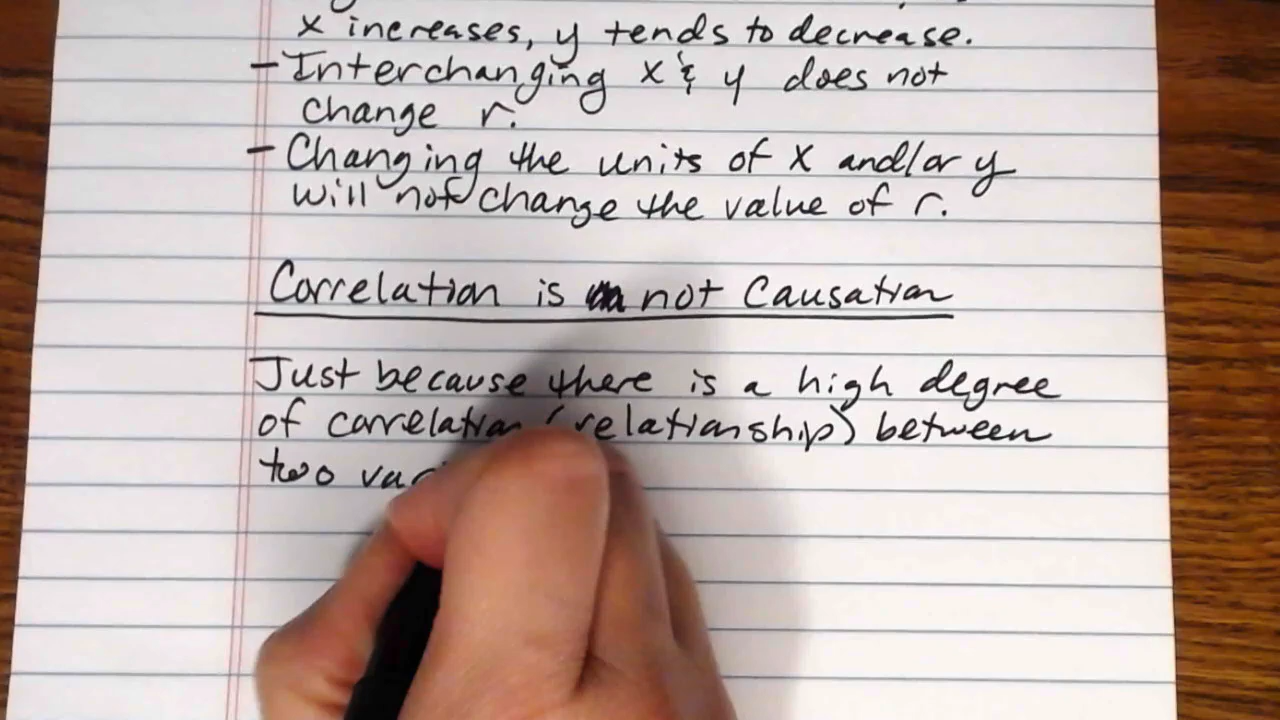 x increases, y tends to decrease.
- Interchanging x & y does not
change r.
- Changing the units of x and/or y
will not change the value of r.
Correlation is not Causation
Just because there is a high degree
of correlation (relationship) between
two